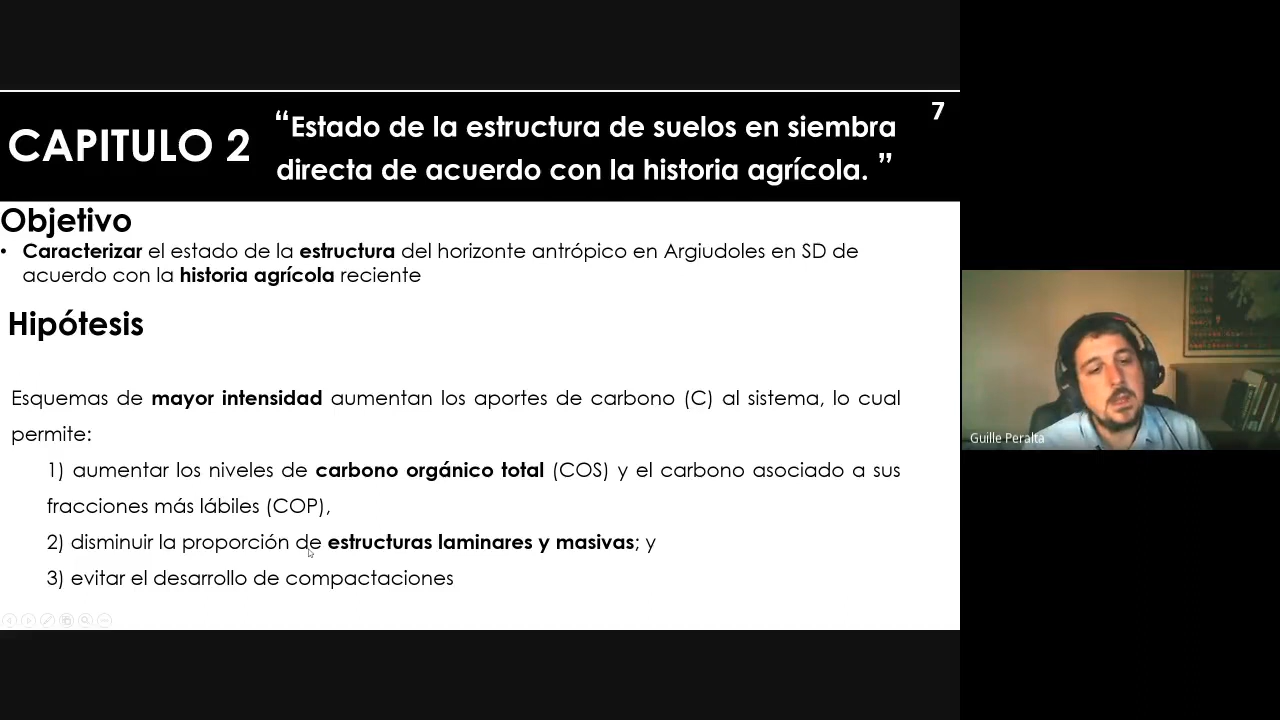 CAPITULO 2
“Estado de la estructura de suelos en siembra
directa de acuerdo con la historia agrícola. ”
7
Objetivo
• Caracterizar el estado de la estructura del horizonte antrópico en Argiudoles en SD de
acuerdo con la historia agrícola reciente
Hipótesis
Esquemas de mayor intensidad aumentan los aportes de carbono (C) al sistema, lo cual
permite:
1) aumentar los niveles de carbono orgánico total (COS) y el carbono asociado a sus
fracciones más lábiles (COP),
2) disminuir la proporción de estructuras laminares y masivas; y
3) evitar el desarrollo de compactaciones
Guille Peralta